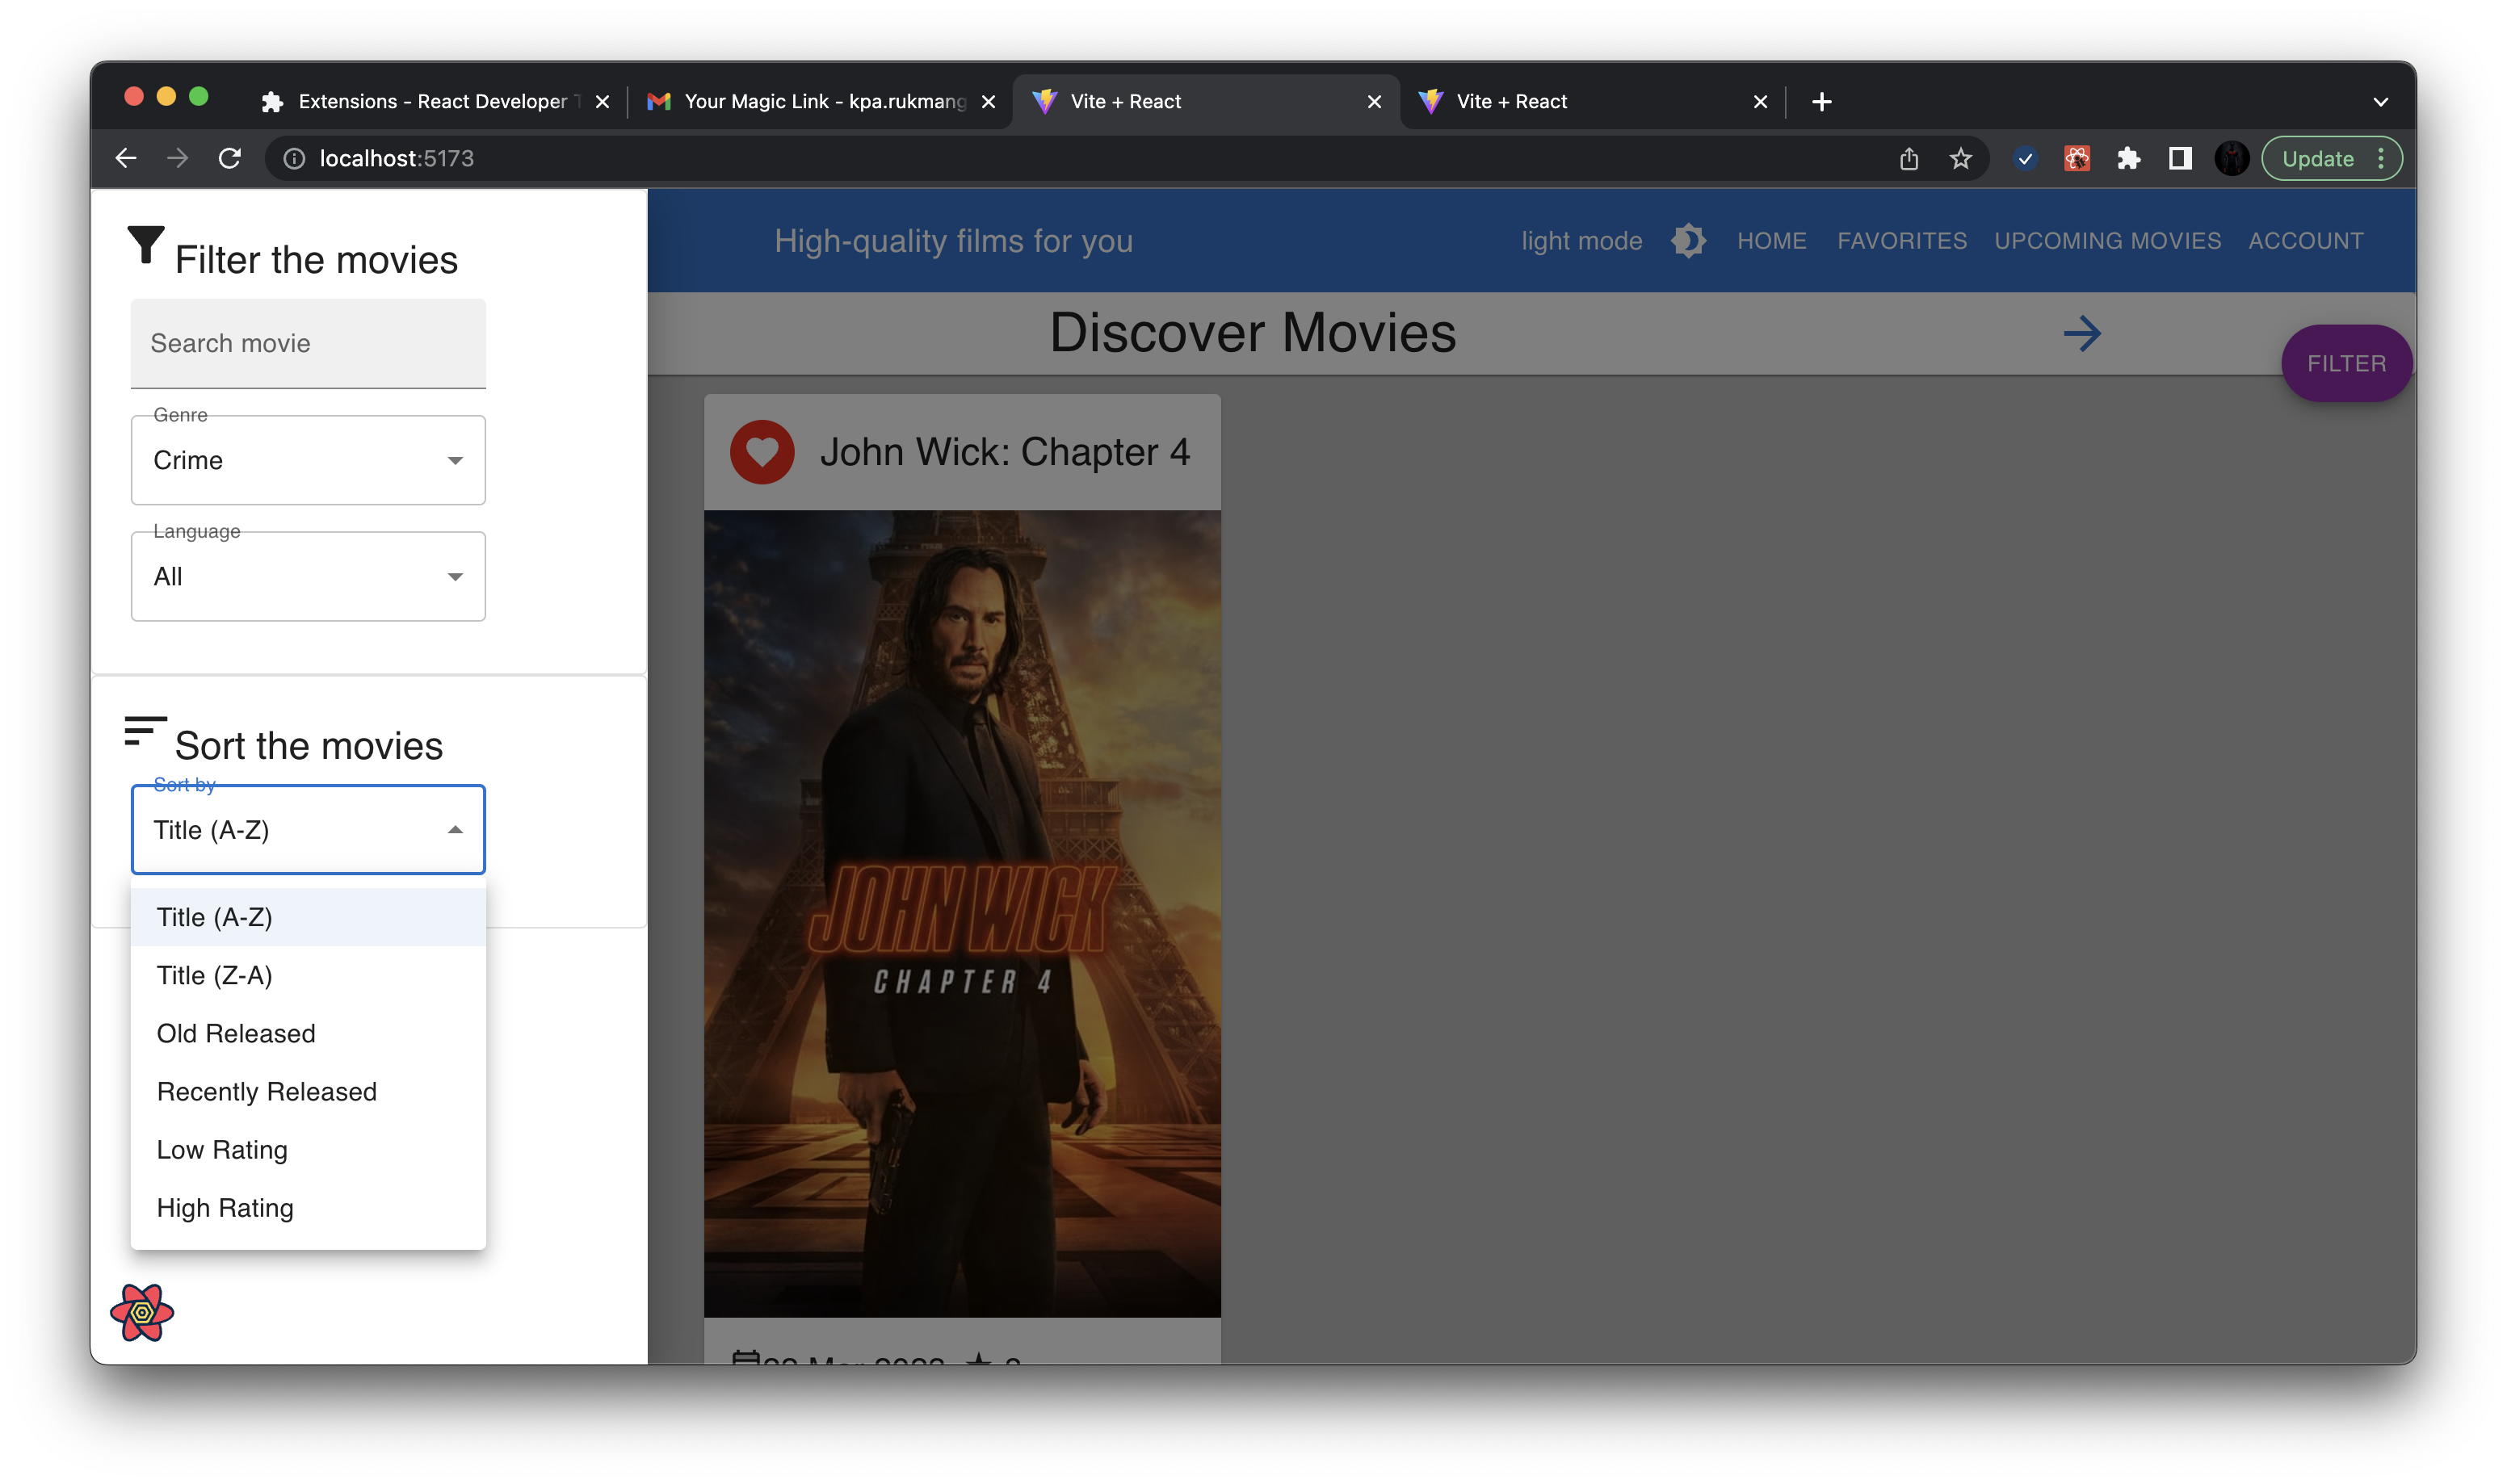 Extensions - React Developer
Your Magic Link - kpa.rukmang
Vite + React
Vite + React
localhost:5173
Update
Filter the movies
Search movie
Genre
Crime
Language
All
Sort the movies
Sort by
Title (A-Z)
Title (A-Z)
Title (Z-A)
Old Released
Recently Released
Low Rating
High Rating
High-quality films for you
light mode
HOME
FAVORITES
UPCOMING MOVIES
ACCOUNT
Discover Movies
FILTER
John Wick: Chapter 4
JOHN WICK
CHAPTER 4